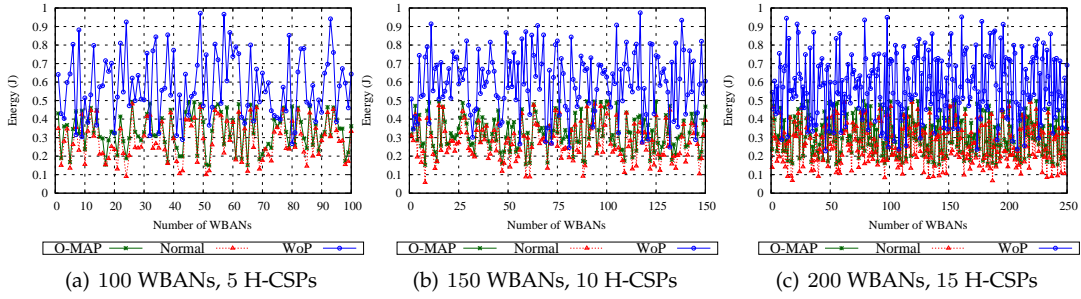 1
0.9
0.8
0.7
0.6
0.5
0.4
0.3
0.2
0.1
0
Energy (J)
0 10 20 30 40 50 60 70 80 90 100
Number of WBANs
O-MAP Normal WoP
(a) 100 WBANs, 5 H-CSPs
1
0.9
0.8
0.7
0.6
0.5
0.4
0.3
0.2
0.1
0
Energy (J)
0 25 50 75 100 125 150
Number of WBANs
O-MAP Normal WoP
(b) 150 WBANs, 10 H-CSPs
1
0.9
0.8
0.7
0.6
0.5
0.4
0.3
0.2
0.1
0
Energy (J)
0 50 100 150 200 250
Number of WBANs
O-MAP Normal WoP
(c) 200 WBANs, 15 H-CSPs